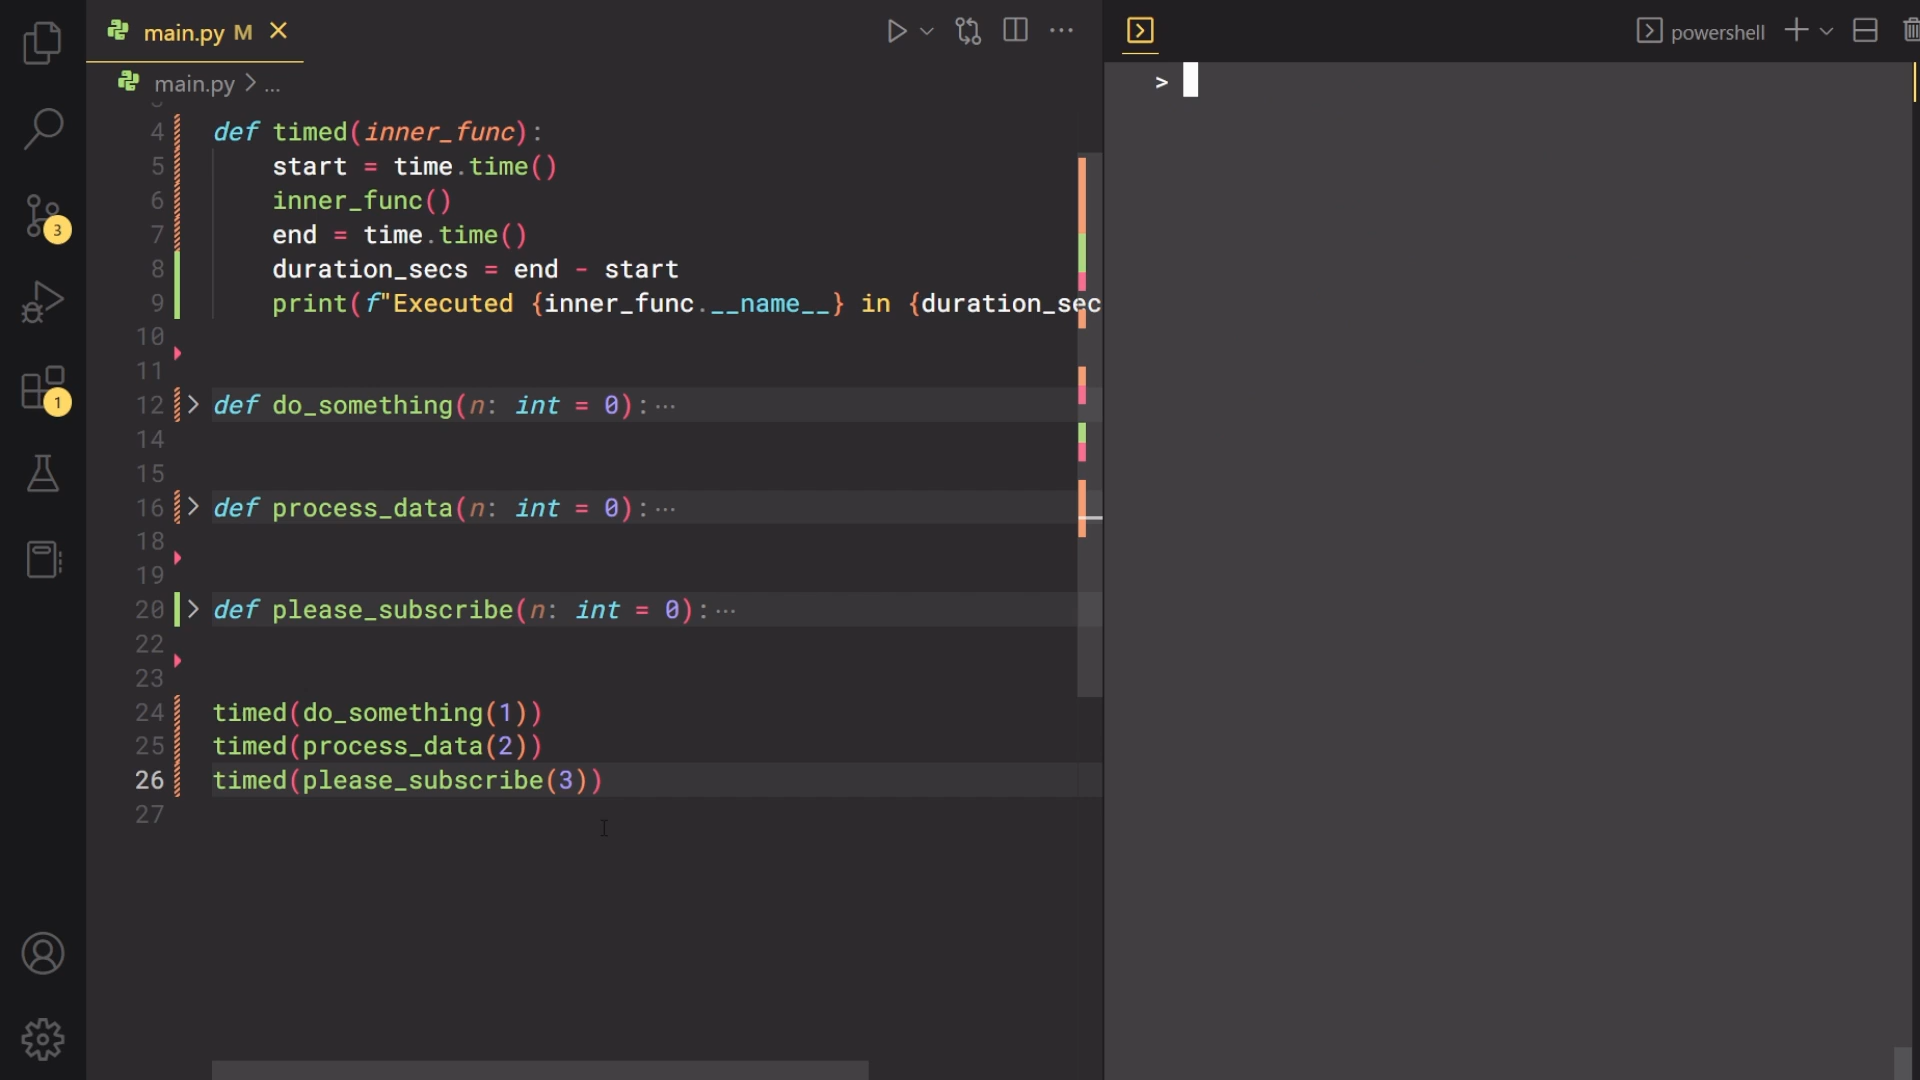 main.py M
powershell
main.py > ...
>
3
4 def timed(inner_func):
5 start = time.time()
6 inner_func()
7 end = time.time()
8 duration_secs = end - start
9 print(f"Executed {inner_func.__name__} in {duration_sec
10
11
12 def do_something(n: int = 0):...
14
15
16 def process_data(n: int = 0):...
18
19
20 def please_subscribe(n: int = 0):...
22
23
24 timed(do_something(1))
25 timed(process_data(2))
26 timed(please_subscribe(3))
27
3
1